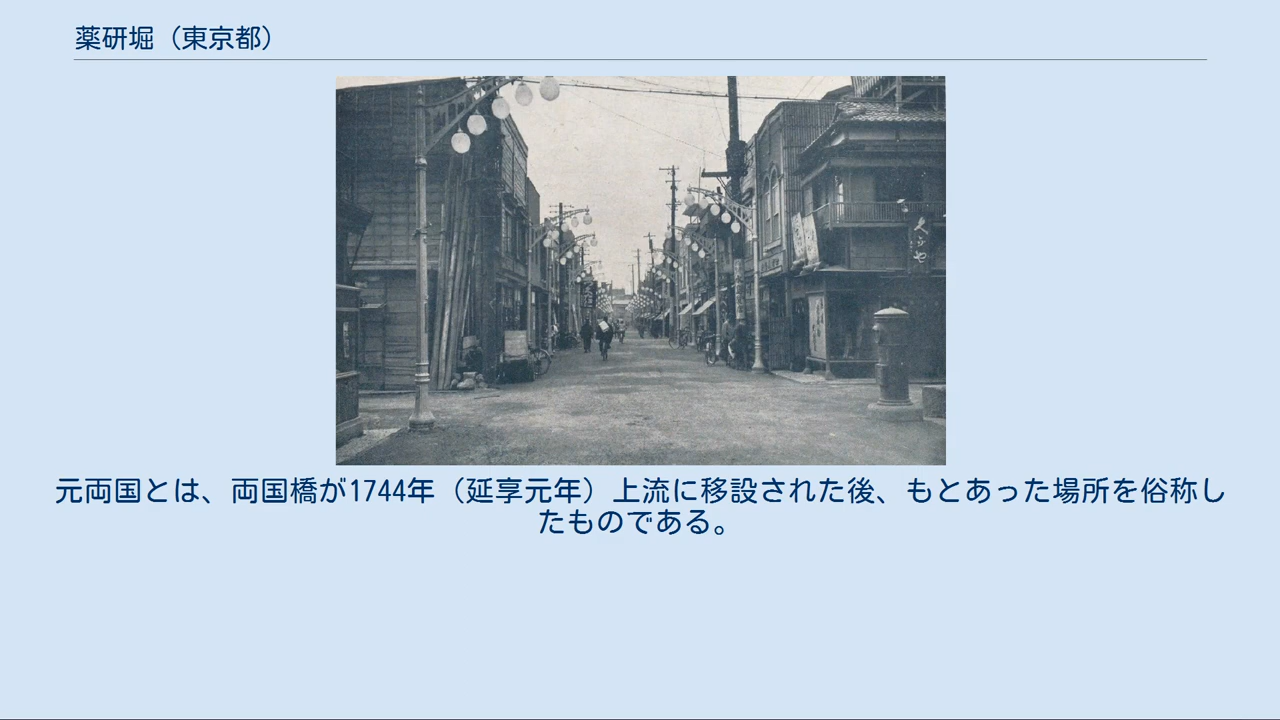 薬研堀（東京都）
元両国とは、両国橋が1744年（延享元年）上流に移設された後、もとあった場所を俗称し
たものである。